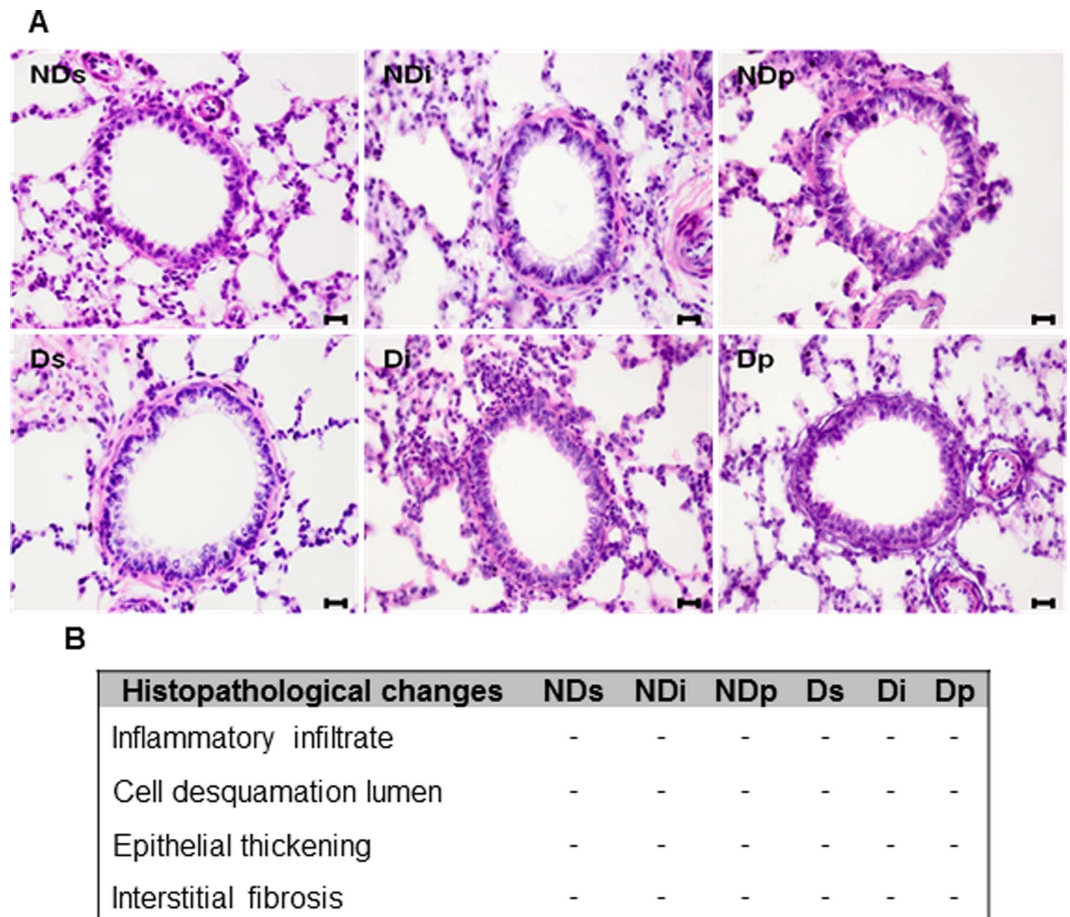 A
NDs NDi NDp
Ds Di Dp
B
Histopathological changes NDs NDi NDp Ds Di Dp
Inflammatory infiltrate - - - - - -
Cell desquamation lumen - - - - - -
Epithelial thickening - - - - - -
Interstitial fibrosis - - - - - -